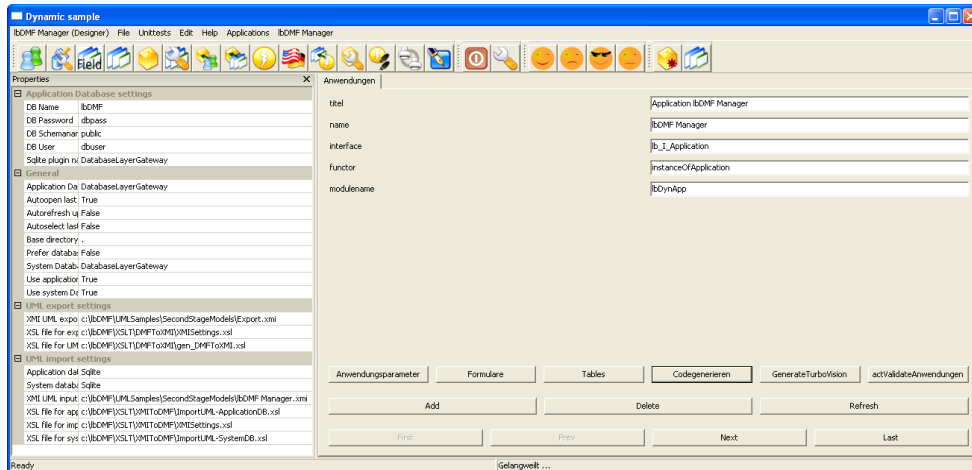 Dynamic sample
lbDMF Manager (Designer) File Unittests Edit Help Applications lbDMF Manager
Field
Properties X
Anwendungen
Application Database settings
DB Name lbDMF
DB Password dbpass
DB Schemanar public
DB User dbuser
Sqlite plugin na DatabaseLayerGateway
General
Application Da DatabaseLayerGateway
Autoopen last True
Autorefresh u False
Autoselect las False
Base directory .
Prefer databa: False
System Datab DatabaseLayerGateway
Use application True
Use system Da True
UML export settings
XMI UML expo c:\lbDMF\UMLSamples\SecondStageModels\Export.xmi
XSL file for exp c:\lbDMF\XSLT\DMFToXMI\XMISettings.xsl
XSL file for UM c:\lbDMF\XSLT\DMFToXMI\gen_DMFToXMI.xsl
UML import settings
Application dal Sqlite
System databa Sqlite
XMI UML input c:\lbDMF\UMLSamples\SecondStageModels\lbDMF Manager.xmi
XSL file for app c:\lbDMF\XSLT\XMIToDMF\ImportUML-ApplicationDB.xsl
XSL file for imp c:\lbDMF\XSLT\XMIToDMF\XMISettings.xsl
XSL file for sys c:\lbDMF\XSLT\XMIToDMF\ImportUML-SystemDB.xsl
titel Application lbDMF Manager
name lbDMF Manager
interface lb_I_Application
functor instanceOfApplication
modulename lbDynApp
Anwendungsparameter Formulare Tables Codegenerieren GenerateTurboVision actValidateAnwendungen
Add Delete Refresh
First Prev Next Last
Ready Gelangweilt ...